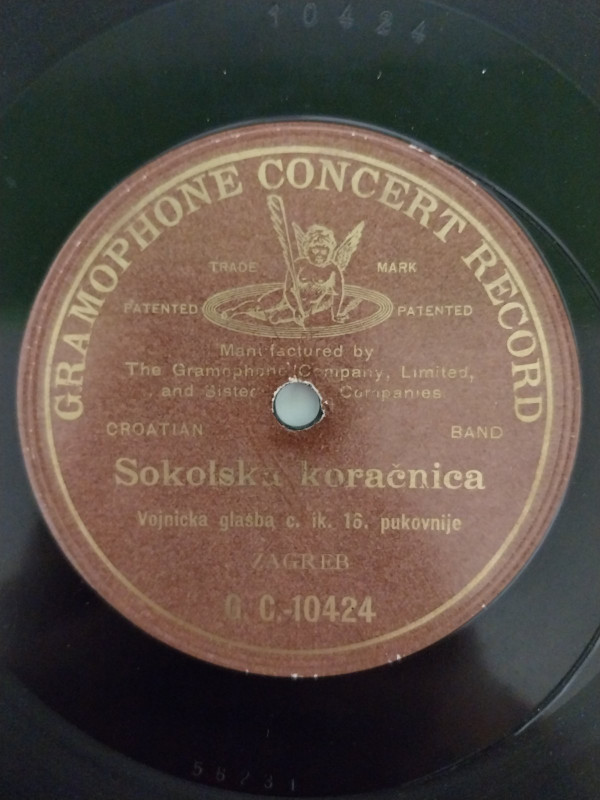 10424
GRAMOPHONE CONCERT RECORD
TRADE MARK
PATENTED PATENTED
Manufactured by
The Gramophone Company, Limited,
and Sister Companies
CROATIAN BAND
Sokolska koračnica
Vojnicka glasba c. ik. 16. pukovnije
ZAGREB
G. C.-10424
5823I